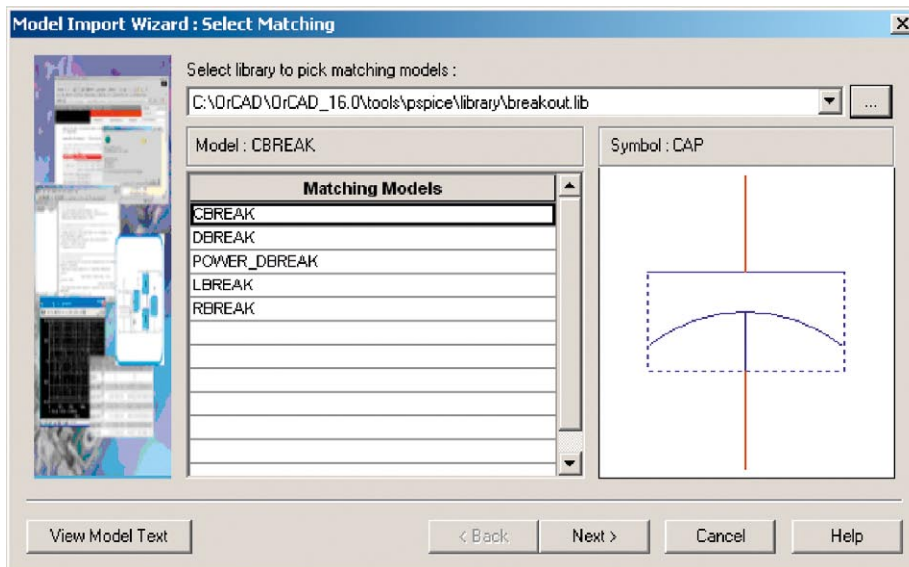 Model Import Wizard : Select Matching
Select library to pick matching models :
C:\OrCAD\OrCAD_16.0\tools\pspice\library\breakout.lib
...
Model : CBREAK
Symbol : CAP
Matching Models
CBREAK
DBREAK
POWER_DBREAK
LBREAK
RBREAK
View Model Text
< Back
Next >
Cancel
Help